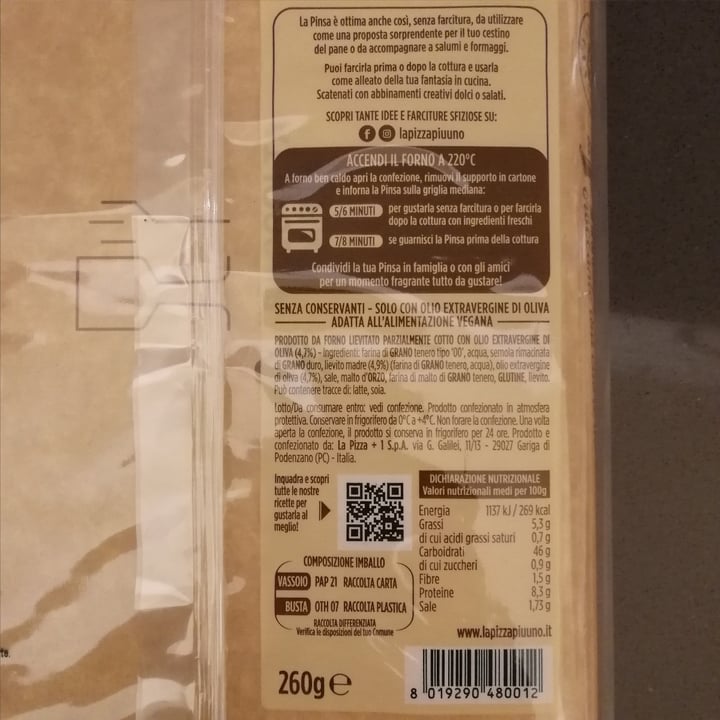 La Pinsa è ottima anche così, senza farcitura, da utilizzare
come una proposta sorprendente per il tuo cestino
del pane o da accompagnare a salumi e formaggi.
Puoi farcirla prima o dopo la cottura e usarla
come alleato della tua fantasia in cucina.
Scatenati con abbinamenti creativi dolci o salati.
SCOPRI TANTE IDEE E FARCITURE SFIZIOSE SU:
lapizzapiuuno
ACCENDI IL FORNO A 220°C
A forno ben caldo apri la confezione, rimuovi il supporto in cartone
e inforna la Pinsa sulla griglia mediana:
5/6 MINUTI per gustarla senza farcitura o per farcirla
dopo la cottura con ingredienti freschi
7/8 MINUTI se guarnisci la Pinsa prima della cottura
Condividi la tua Pinsa in famiglia o con gli amici
per un momento fragrante tutto da gustare!
SENZA CONSERVANTI - SOLO CON OLIO EXTRAVERGINE DI OLIVA
ADATTA ALL'ALIMENTAZIONE VEGANA
PRODOTTO DA FORNO LIEVITATO PARZIALMENTE COTTO CON OLIO EXTRAVERGINE DI
OLIVA (4,7%) - Ingredienti: farina di GRANO tenero tipo '00', acqua, semola rimacinata
di GRANO duro, lievito madre (4,9%) (farina di GRANO tenero, acqua), olio extravergine
di oliva (4,7%), sale, malto d'ORZO, farina di malto di GRANO tenero, GLUTINE, lievito.
Può contenere tracce di: latte, soia.
Lotto/Da consumare entro: vedi confezione. Prodotto confezionato in atmosfera
protettiva. Conservare in frigorifero da 0°C a +4°C. Non forare la confezione. Una volta
aperta la confezione, il prodotto si conserva in frigorifero per 24 ore. Prodotto e
confezionato da: La Pizza + 1 S.p.A. via G. Galilei, 11/13 - 29027 Gariga di
Podenzano (PC) - Italia.
Inquadra e scopri
tutte le nostre
ricette per
gustarla al
meglio!
DICHIARAZIONE NUTRIZIONALE
Valori nutrizionali medi per 100g
Energia 1137 kJ / 269 kcal
Grassi 5,3 g
di cui acidi grassi saturi 0,7 g
Carboidrati 46 g
di cui zuccheri 0,9 g
Fibre 1,5 g
Proteine 8,3 g
Sale 1,73 g
COMPOSIZIONE IMBALLO
VASSOIO PAP 21 RACCOLTA CARTA
BUSTA OTH 07 RACCOLTA PLASTICA
RACCOLTA DIFFERENZIATA
Verifica le disposizioni del tuo Comune
www.lapizzapiuuno.it
260g e
8 019290 480012